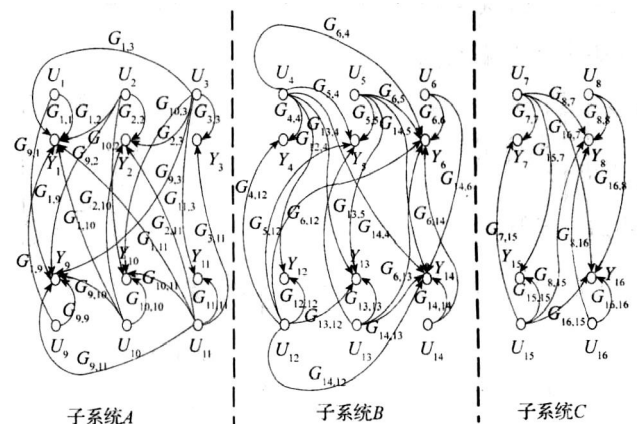 G₁,₃
G₆,₄
U₁ U₂ U₃ U₄ U₅ U₆ U₇ U₈
G₁,₁ G₁,₂ G₂,₂ G₁₀,₃ G₃,₃ G₄,₄ G₅,₄ G₁₃,₄ G₅,₅ G₆,₅ G₆,₆ G₇,₇ G₈,₇ G₈,₈
G₉,₁ G₉,₂ G₁₀,₂ G₂,₃ G₁₂,₄ G₁₄,₅ G₁₆,₇ G₁₅,₇
Y₁ Y₂ Y₃ Y₄ Y₅ Y₆ Y₇ Y₈
G₁,₉ G₂,₁₀ G₉,₃ G₄,₁₂ G₁₄,₆ G₁₆,₈
G₁,₁₀ G₁,₁₁ G₂,₁₁ G₁₁,₃ G₃,₁₁ G₅,₁₂ G₆,₁₂ G₁₃,₅ G₁₄,₄ G₆,₁₄ G₇,₁₅ G₈,₁₆
G₁,₉ Y₉ Y₁₀ Y₁₁ Y₁₂ Y₁₃ G₆,₁₃ Y₁₄ Y₁₅ Y₁₆
G₉,₉ G₉,₁₀ G₁₀,₁₀ G₁₀,₁₁ G₁₁,₁₁ G₁₂,₁₂ G₁₃,₁₂ G₁₃,₁₃ G₁₄,₁₃ G₁₄,₁₄ G₁₅,₁₅ G₈,₁₅ G₁₆,₁₅ G₁₆,₁₆
U₉ U₁₀ U₁₁ U₁₂ U₁₃ U₁₄ U₁₅ U₁₆
G₉,₁₁ G₁₄,₁₂
子系统A 子系统B 子系统C